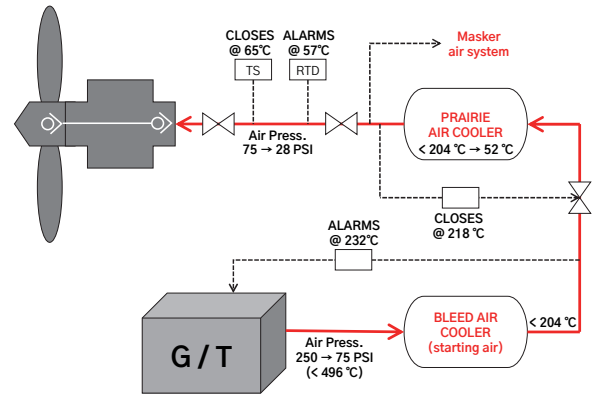 CLOSES
@ 65℃
ALARMS
@ 57℃
TS
RTD
Masker
air system
Air Press.
75 → 28 PSI
PRAIRIE
AIR COOLER
< 204 ℃ → 52 ℃
CLOSES
@ 218 ℃
ALARMS
@ 232℃
G / T
Air Press.
250 → 75 PSI
(< 496 ℃)
BLEED AIR
COOLER
(starting air)
< 204 ℃